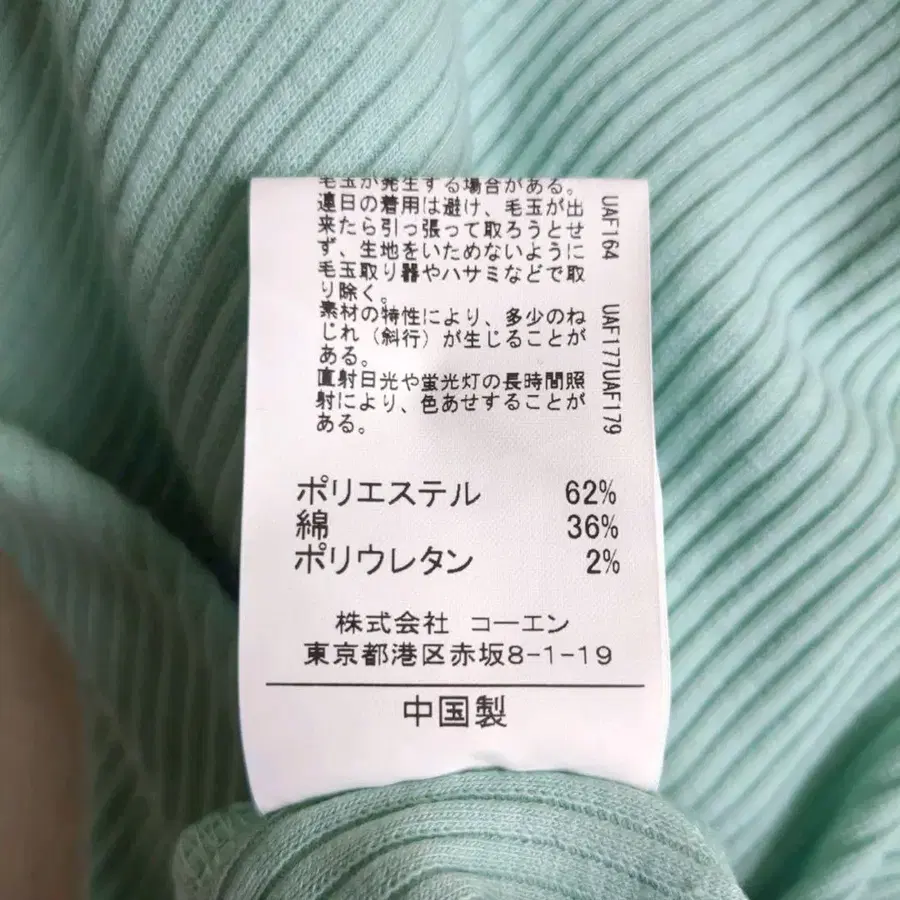 毛玉が発生する場合がある。
連日の着用は避け、毛玉が出
来たら引っ張って取ろうとせ
ず、生地をいためないように
毛玉取り器やハサミなどで取
り除く。
素材の特性により、多少のね
じれ（斜行）が生じることが
ある。
直射日光や蛍光灯の長時間照
射により、色あせすることが
ある。
UAF164
UAF177UAF179
ポリエステル 62%
綿 36%
ポリウレタン 2%
株式会社 コーエン
東京都港区赤坂8-1-19
中国製